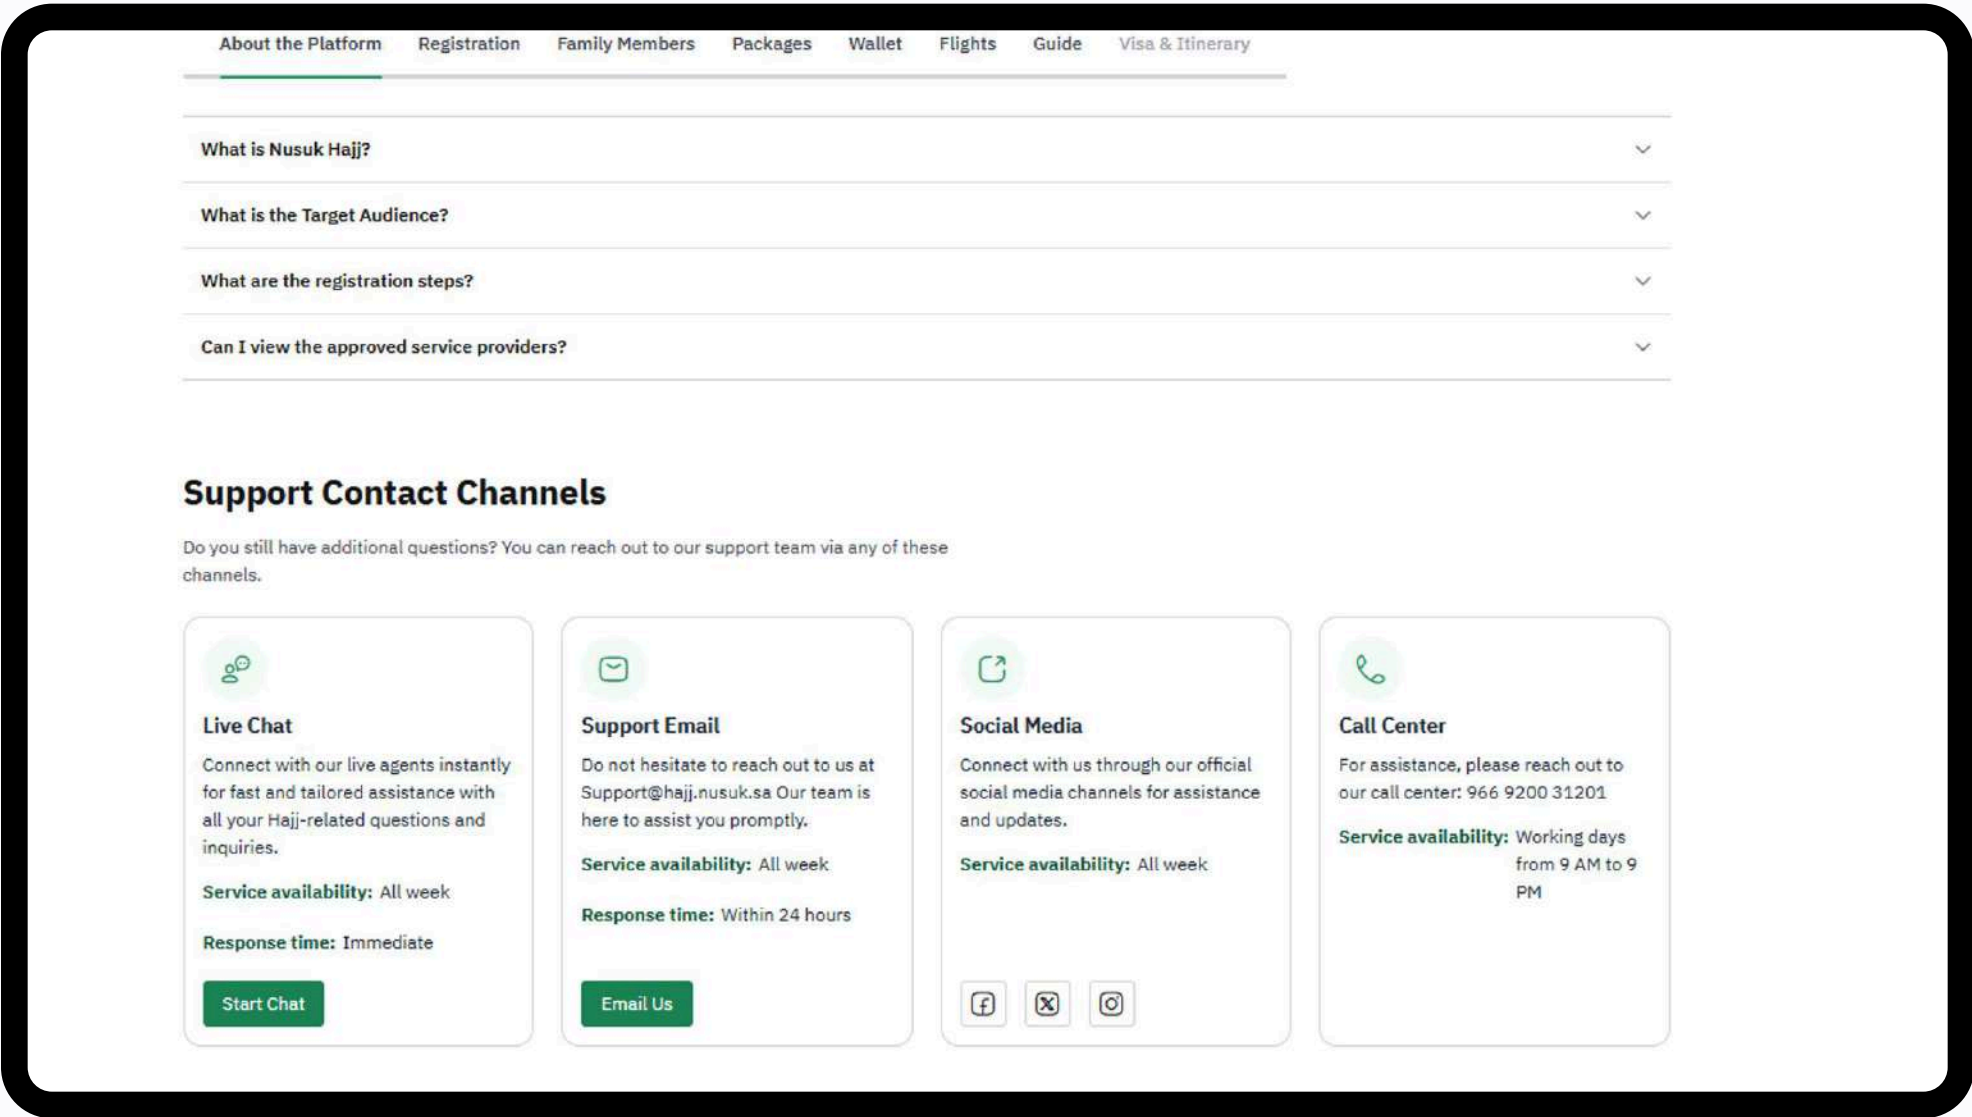 About the Platform Registration Family Members Packages Wallet Flights Guide Visa & Itinerary
What is Nusuk Hajj?
What is the Target Audience?
What are the registration steps?
Can I view the approved service providers?
Support Contact Channels
Do you still have additional questions? You can reach out to our support team via any of these
channels.
Live Chat
Connect with our live agents instantly
for fast and tailored assistance with
all your Hajj-related questions and
inquiries.
Service availability: All week
Response time: Immediate
Start Chat
Support Email
Do not hesitate to reach out to us at
Support@hajj.nusuk.sa Our team is
here to assist you promptly.
Service availability: All week
Response time: Within 24 hours
Email Us
Social Media
Connect with us through our official
social media channels for assistance
and updates.
Service availability: All week
Call Center
For assistance, please reach out to
our call center: 966 9200 31201
Service availability: Working days
from 9 AM to 9
PM